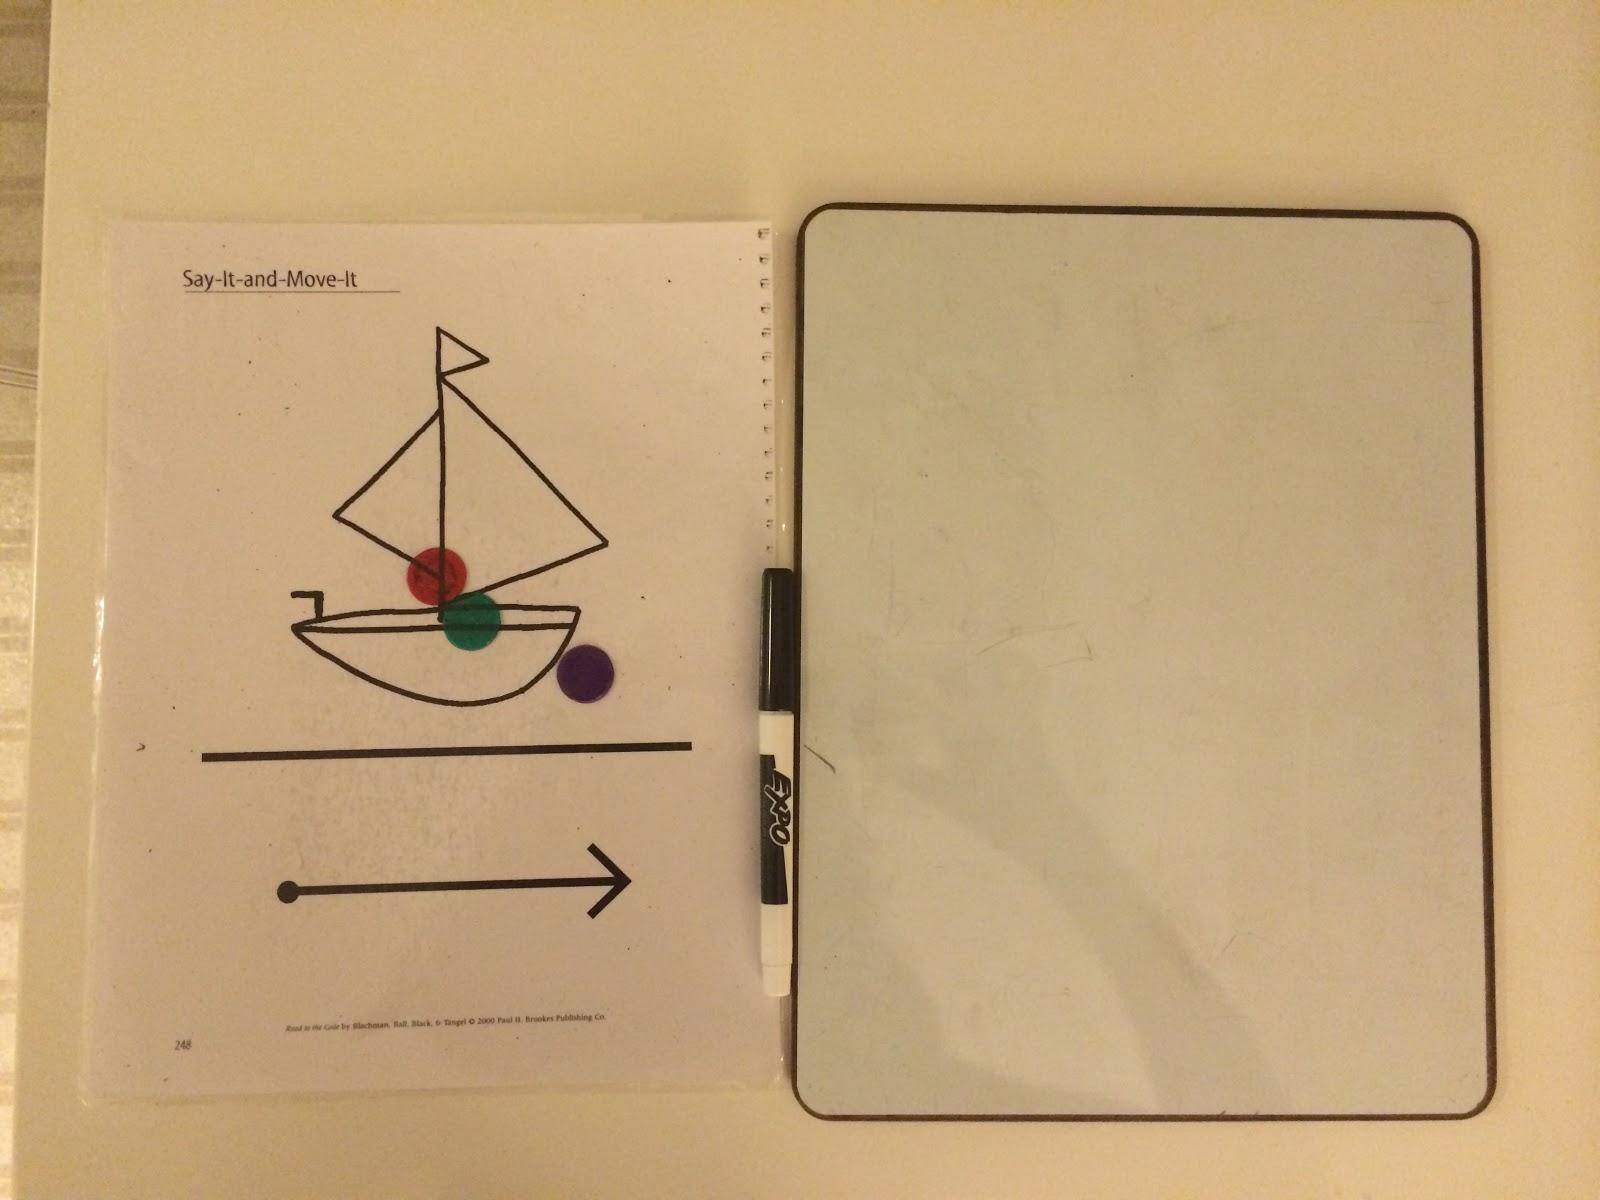 Say-It-and-Move-It
EXPO
Road to the Code by Blachman, Ball, Black, & Tangel © 2000 Paul H. Brookes Publishing Co.
248